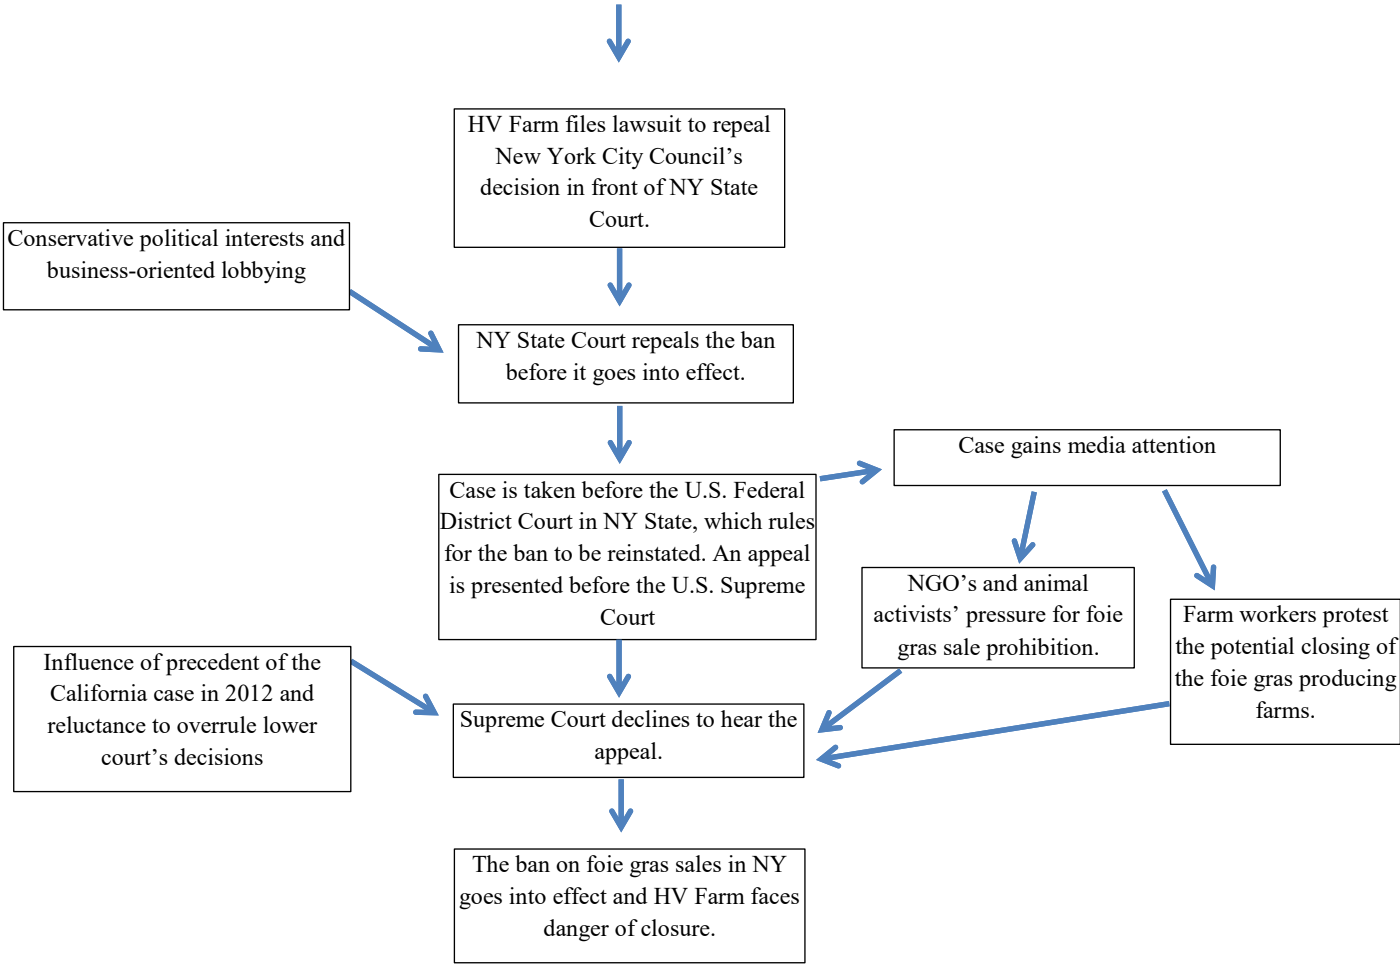 HV Farm files lawsuit to repeal
New York City Council’s
decision in front of NY State
Court.
Conservative political interests and
business-oriented lobbying
NY State Court repeals the ban
before it goes into effect.
Case gains media attention
Case is taken before the U.S. Federal
District Court in NY State, which rules
for the ban to be reinstated. An appeal
is presented before the U.S. Supreme
Court
NGO’s and animal
activists’ pressure for foie
gras sale prohibition.
Farm workers protest
the potential closing of
the foie gras producing
farms.
Influence of precedent of the
California case in 2012 and
reluctance to overrule lower
court’s decisions
Supreme Court declines to hear the
appeal.
The ban on foie gras sales in NY
goes into effect and HV Farm faces
danger of closure.